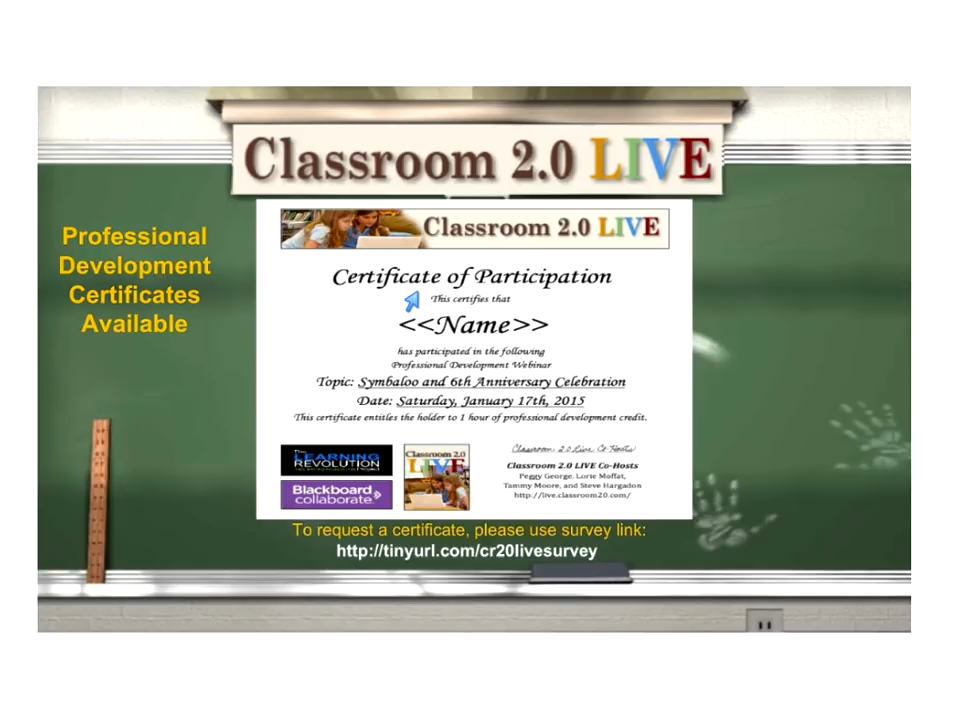 Classroom 2.0 LIVE
Professional
Development
Certificates
Available
Classroom 2.0 LIVE
Certificate of Participation
This certifies that
<<Name>>
has participated in the following
Professional Development Webinar
Topic: Symbaloo and 6th Anniversary Celebration
Date: Saturday, January 17th, 2015
This certificate entitles the holder to 1 hour of professional development credit.
The
LEARNING
REVOLUTION
Blackboard
collaborate
Classroom 2.0
LIVE
Classroom 2.0 Live Co-Hosts
Classroom 2.0 LIVE Co-Hosts
Peggy George, Lorie Moffat,
Tammy Moore, and Steve Hargadon
http://live.classroom20.com/
To request a certificate, please use survey link:
http://tinyurl.com/cr20livesurvey